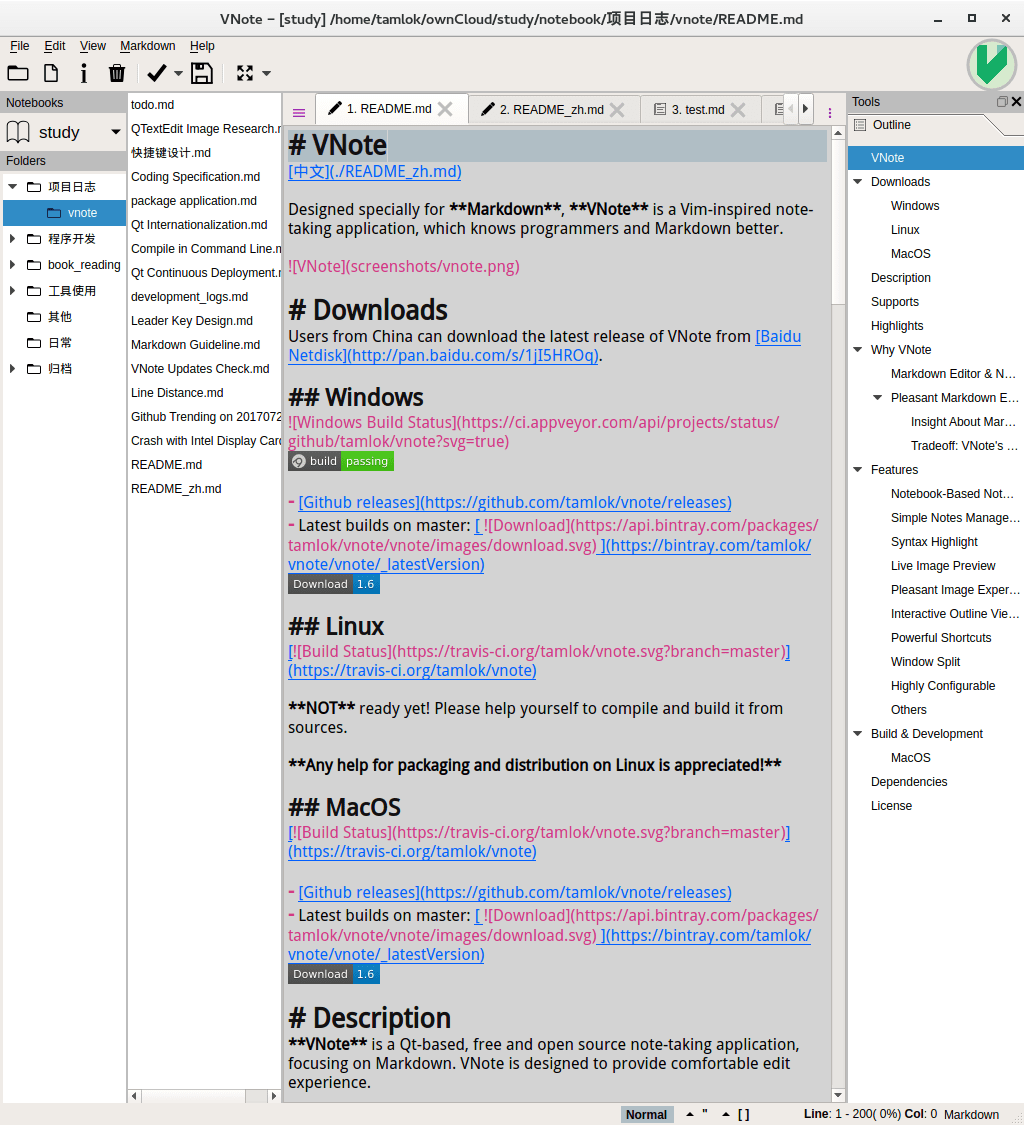 VNote – [study] /home/tamlok/ownCloud/study/notebook/项目日志/vnote/README.md
File Edit View Markdown Help
Notebooks
study
Folders
项目日志
vnote
程序开发
book_reading
工具使用
其他
日常
归档
todo.md
QTextEdit Image Research.r
快捷键设计.md
Coding Specification.md
package application.md
Qt Internationalization.md
Compile in Command Line.n
Qt Continuous Deployment.r
development_logs.md
Leader Key Design.md
Markdown Guideline.md
VNote Updates Check.md
Line Distance.md
Github Trending on 2017072
Crash with Intel Display Card
README.md
README_zh.md
1. README.md 2. README_zh.md 3. test.md
# VNote
[中文](./README_zh.md)
Designed specially for **Markdown**, **VNote** is a Vim-inspired note-
taking application, which knows programmers and Markdown better.
![VNote](screenshots/vnote.png)
# Downloads
Users from China can download the latest release of VNote from [Baidu
Netdisk](http://pan.baidu.com/s/1jI5HROq).
## Windows
![Windows Build Status](https://ci.appveyor.com/api/projects/status/
github/tamlok/vnote?svg=true)
build passing
- [Github releases](https://github.com/tamlok/vnote/releases)
- Latest builds on master: [ ![Download](https://api.bintray.com/packages/
tamlok/vnote/vnote/images/download.svg) ](https://bintray.com/tamlok/
vnote/vnote/_latestVersion)
Download 1.6
## Linux
[![Build Status](https://travis-ci.org/tamlok/vnote.svg?branch=master)]
(https://travis-ci.org/tamlok/vnote)
**NOT** ready yet! Please help yourself to compile and build it from
sources.
**Any help for packaging and distribution on Linux is appreciated!**
## MacOS
[![Build Status](https://travis-ci.org/tamlok/vnote.svg?branch=master)]
(https://travis-ci.org/tamlok/vnote)
- [Github releases](https://github.com/tamlok/vnote/releases)
- Latest builds on master: [ ![Download](https://api.bintray.com/packages/
tamlok/vnote/vnote/images/download.svg) ](https://bintray.com/tamlok/
vnote/vnote/_latestVersion)
Download 1.6
# Description
**VNote** is a Qt-based, free and open source note-taking application,
focusing on Markdown. VNote is designed to provide comfortable edit
experience.
Tools
Outline
VNote
Downloads
Windows
Linux
MacOS
Description
Supports
Highlights
Why VNote
Markdown Editor & N...
Pleasant Markdown E...
Insight About Mar...
Tradeoff: VNote's ...
Features
Notebook-Based Not...
Simple Notes Manage...
Syntax Highlight
Live Image Preview
Pleasant Image Exper...
Interactive Outline Vie...
Powerful Shortcuts
Window Split
Highly Configurable
Others
Build & Development
MacOS
Dependencies
License
Normal " [ ] Line: 1 - 200( 0%) Col: 0 Markdown